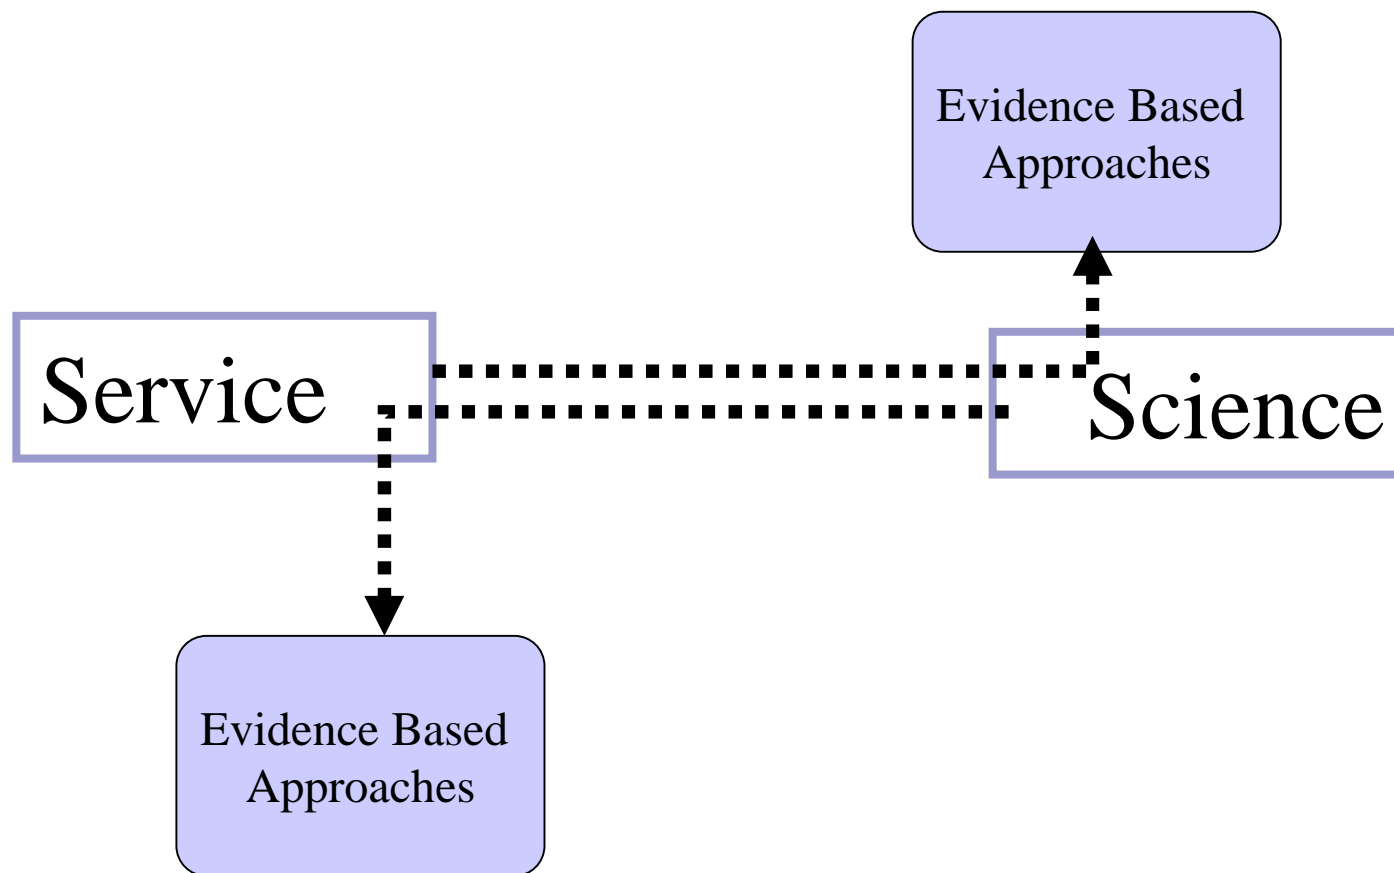 Evidence Based
Approaches
Service
Science
Evidence Based
Approaches